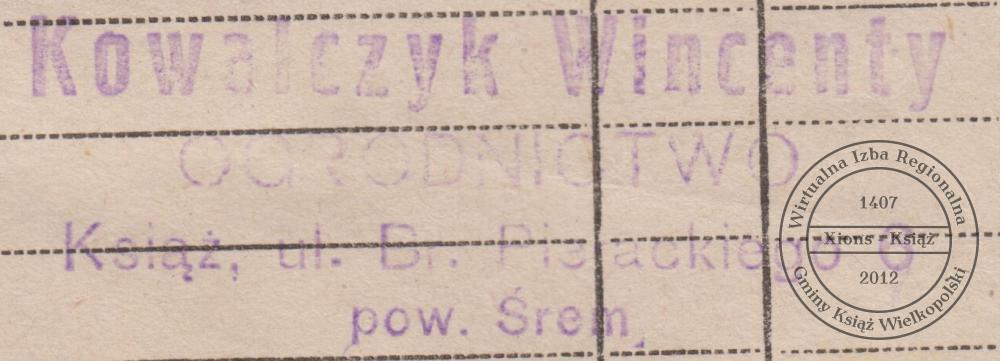 Kowalczyk Wincenty
OGRODNICTWO
Książ, ul. Br. Pierackiego 6
pow. Śrem
Wirtualna Izba Regionalna
1407
Xions - Książ
2012
Gminy Książ Wielkopolski